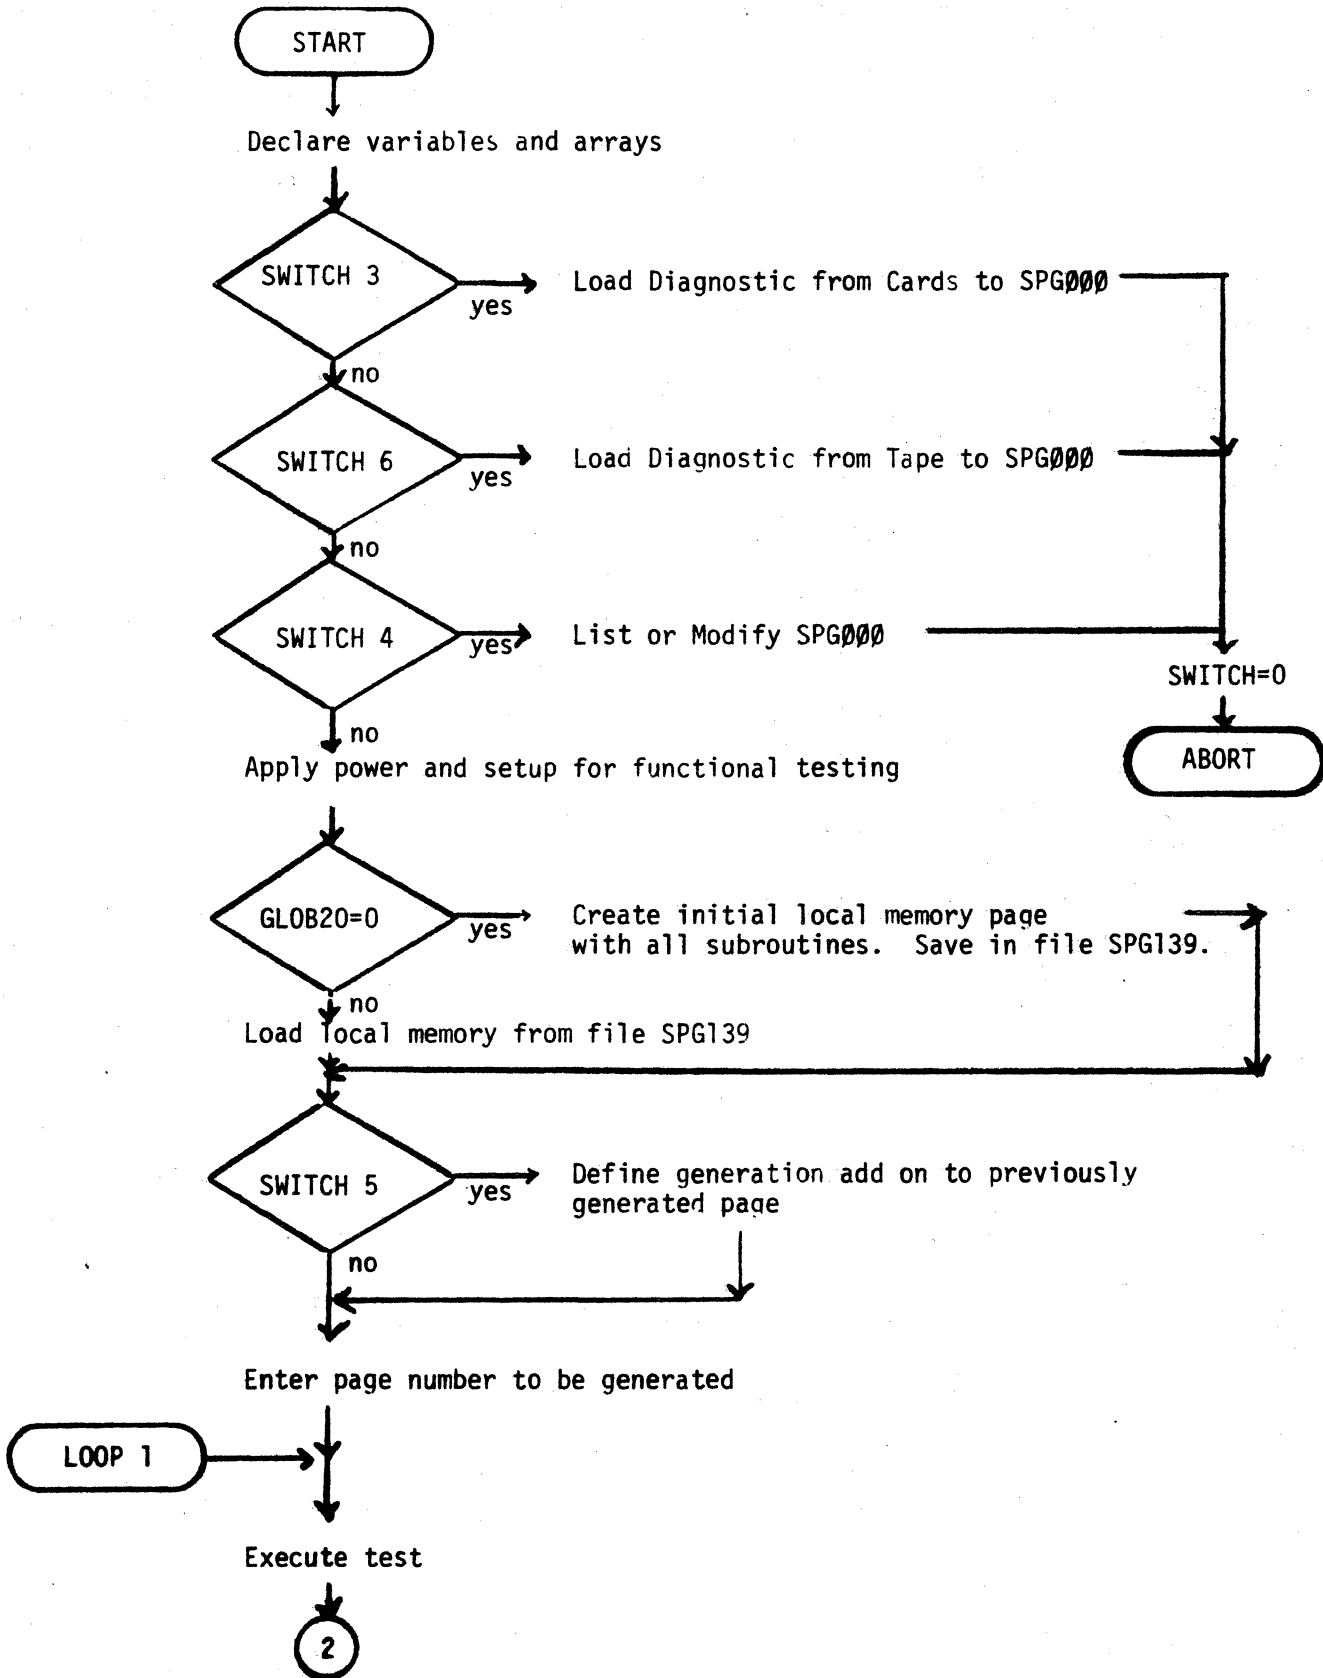 START
Declare variables and arrays
SWITCH 3
yes
Load Diagnostic from Cards to SPGØØØ
no
SWITCH 6
yes
Load Diagnostic from Tape to SPGØØØ
no
SWITCH 4
yes
List or Modify SPGØØØ
SWITCH=0
no
ABORT
Apply power and setup for functional testing
GLOB20=0
yes
Create initial local memory page
with all subroutines.  Save in file SPG139.
no
Load local memory from file SPG139
SWITCH 5
yes
Define generation add on to previously
generated page
no
Enter page number to be generated
LOOP 1
Execute test
2